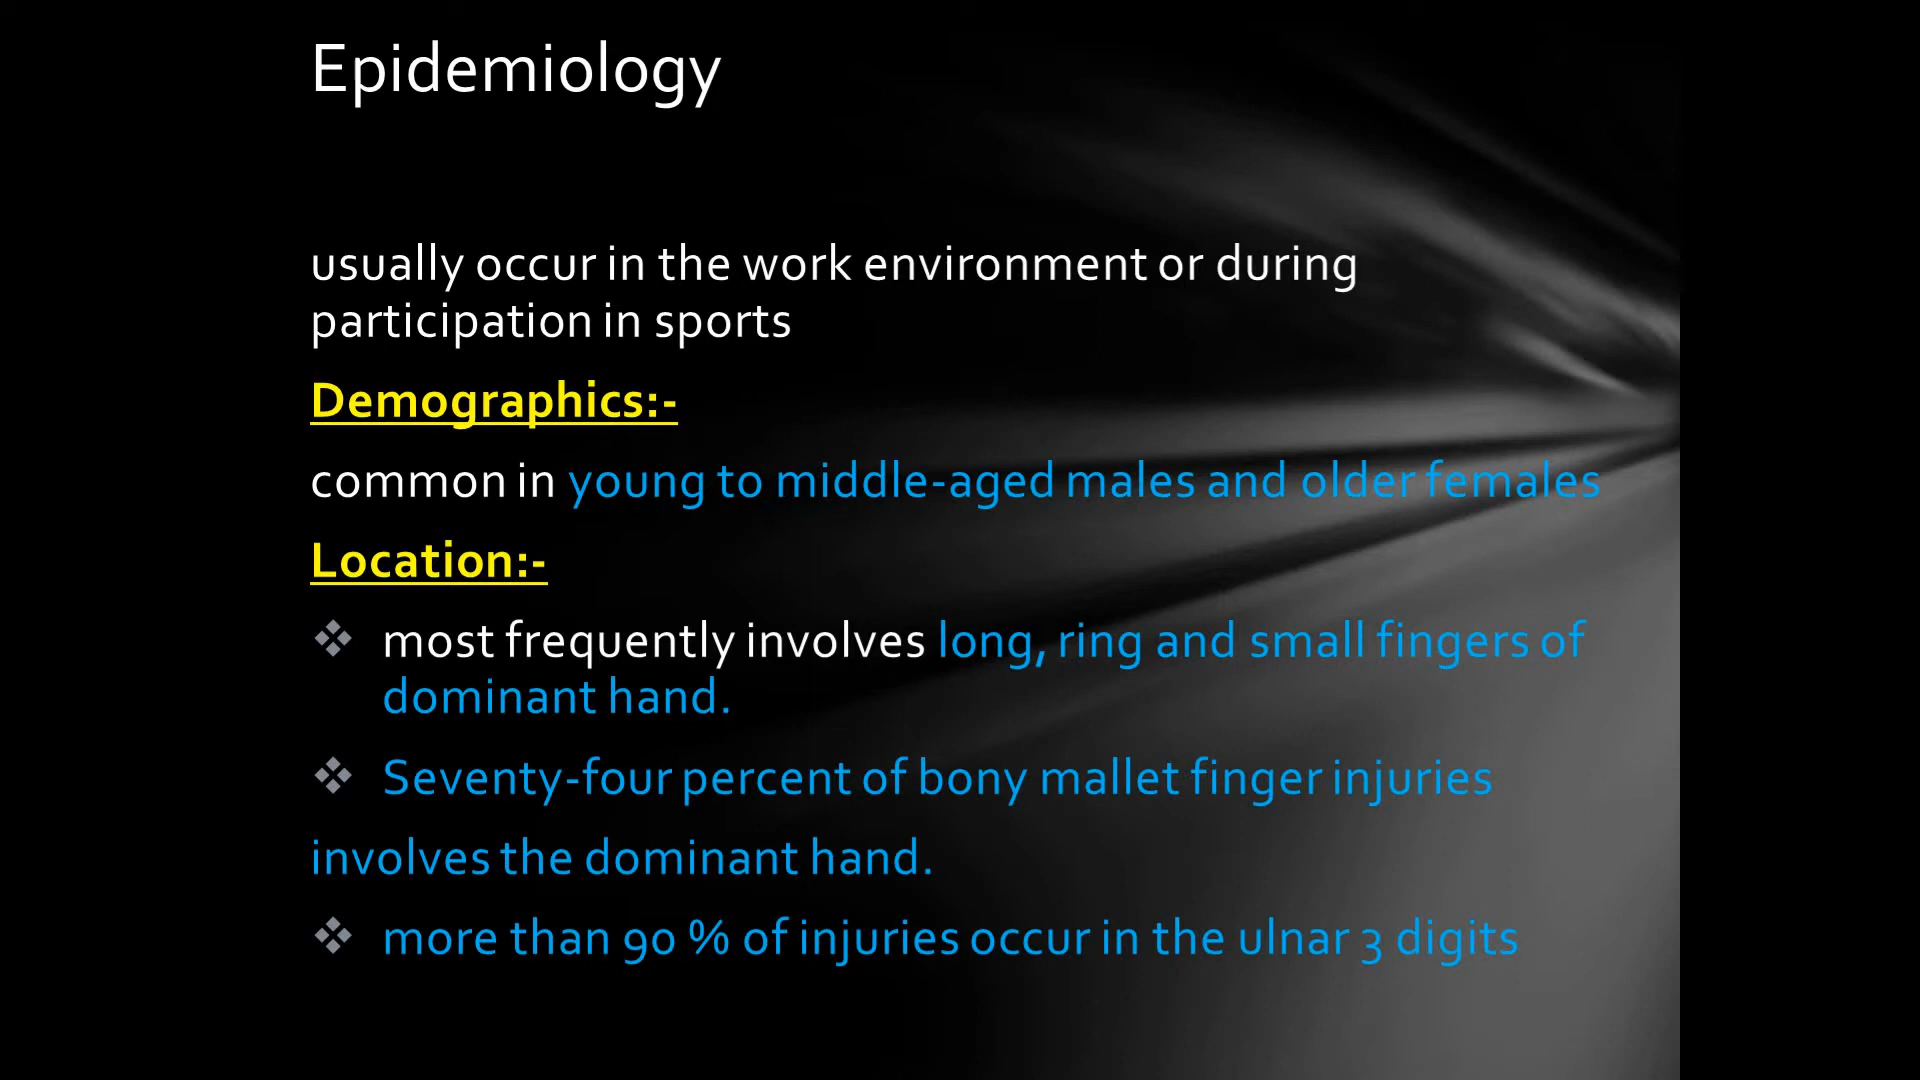 Epidemiology
usually occur in the work environment or during
participation in sports
Demographics:-
common in young to middle-aged males and older females
Location:-
❖ most frequently involves long, ring and small fingers of
dominant hand.
❖ Seventy-four percent of bony mallet finger injuries
involves the dominant hand.
❖ more than 90 % of injuries occur in the ulnar 3 digits